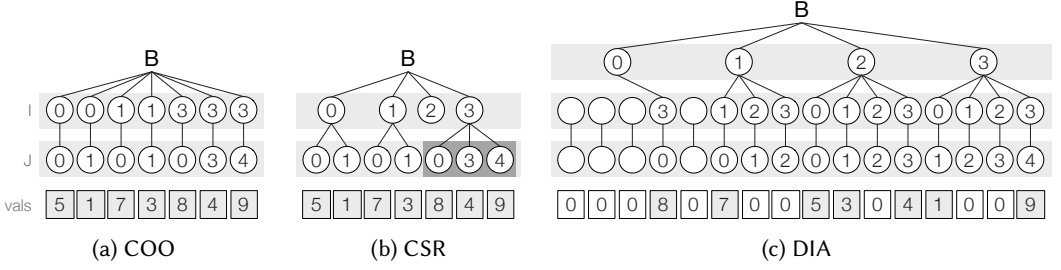 B
I 0 0 1 1 3 3 3
J 0 1 0 1 0 3 4
vals 5 1 7 3 8 4 9
(a) COO
B
0 1 2 3
0 1 0 1 0 3 4
5 1 7 3 8 4 9
(b) CSR
B
0 1 2 3
3 1 2 3 0 1 2 3 0 1 2 3
0 0 1 2 0 1 2 3 1 2 3 4
0 0 0 8 0 7 0 0 5 3 0 4 1 0 0 9
(c) DIA